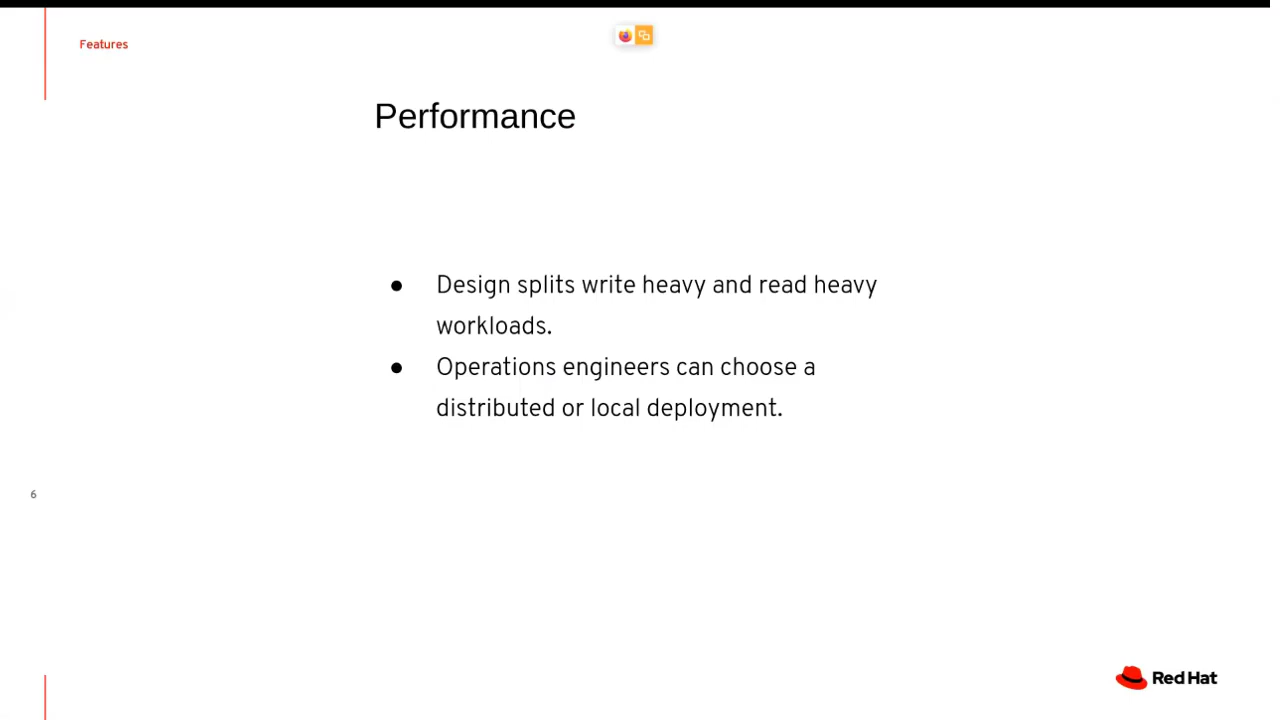 Features
Performance
● Design splits write heavy and read heavy
workloads.
● Operations engineers can choose a
distributed or local deployment.
6
Red Hat